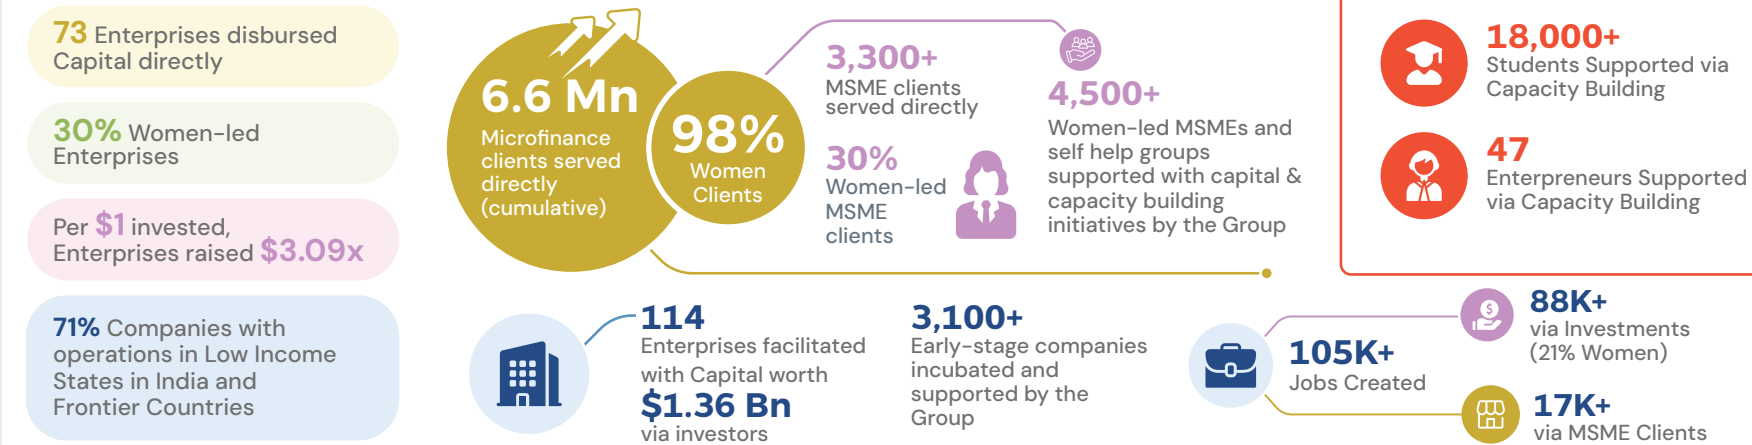 73 Enterprises disbursed
Capital directly
30% Women-led
Enterprises
Per $1 invested,
Enterprises raised $3.09x
71% Companies with
operations in Low Income
States in India and
Frontier Countries
6.6 Mn
Microfinance
clients served
directly
(cumulative)
98%
Women
Clients
3,300+
MSME clients
served directly
30%
Women-led
MSME
clients
4,500+
Women-led MSMEs and
self help groups
supported with capital &
capacity building
initiatives by the Group
18,000+
Students Supported via
Capacity Building
47
Enterpreneurs Supported
via Capacity Building
114
Enterprises facilitated
with Capital worth
$1.36 Bn
via investors
3,100+
Early-stage companies
incubated and
supported by the
Group
105K+
Jobs Created
88K+
via Investments
(21% Women)
17K+
via MSME Clients